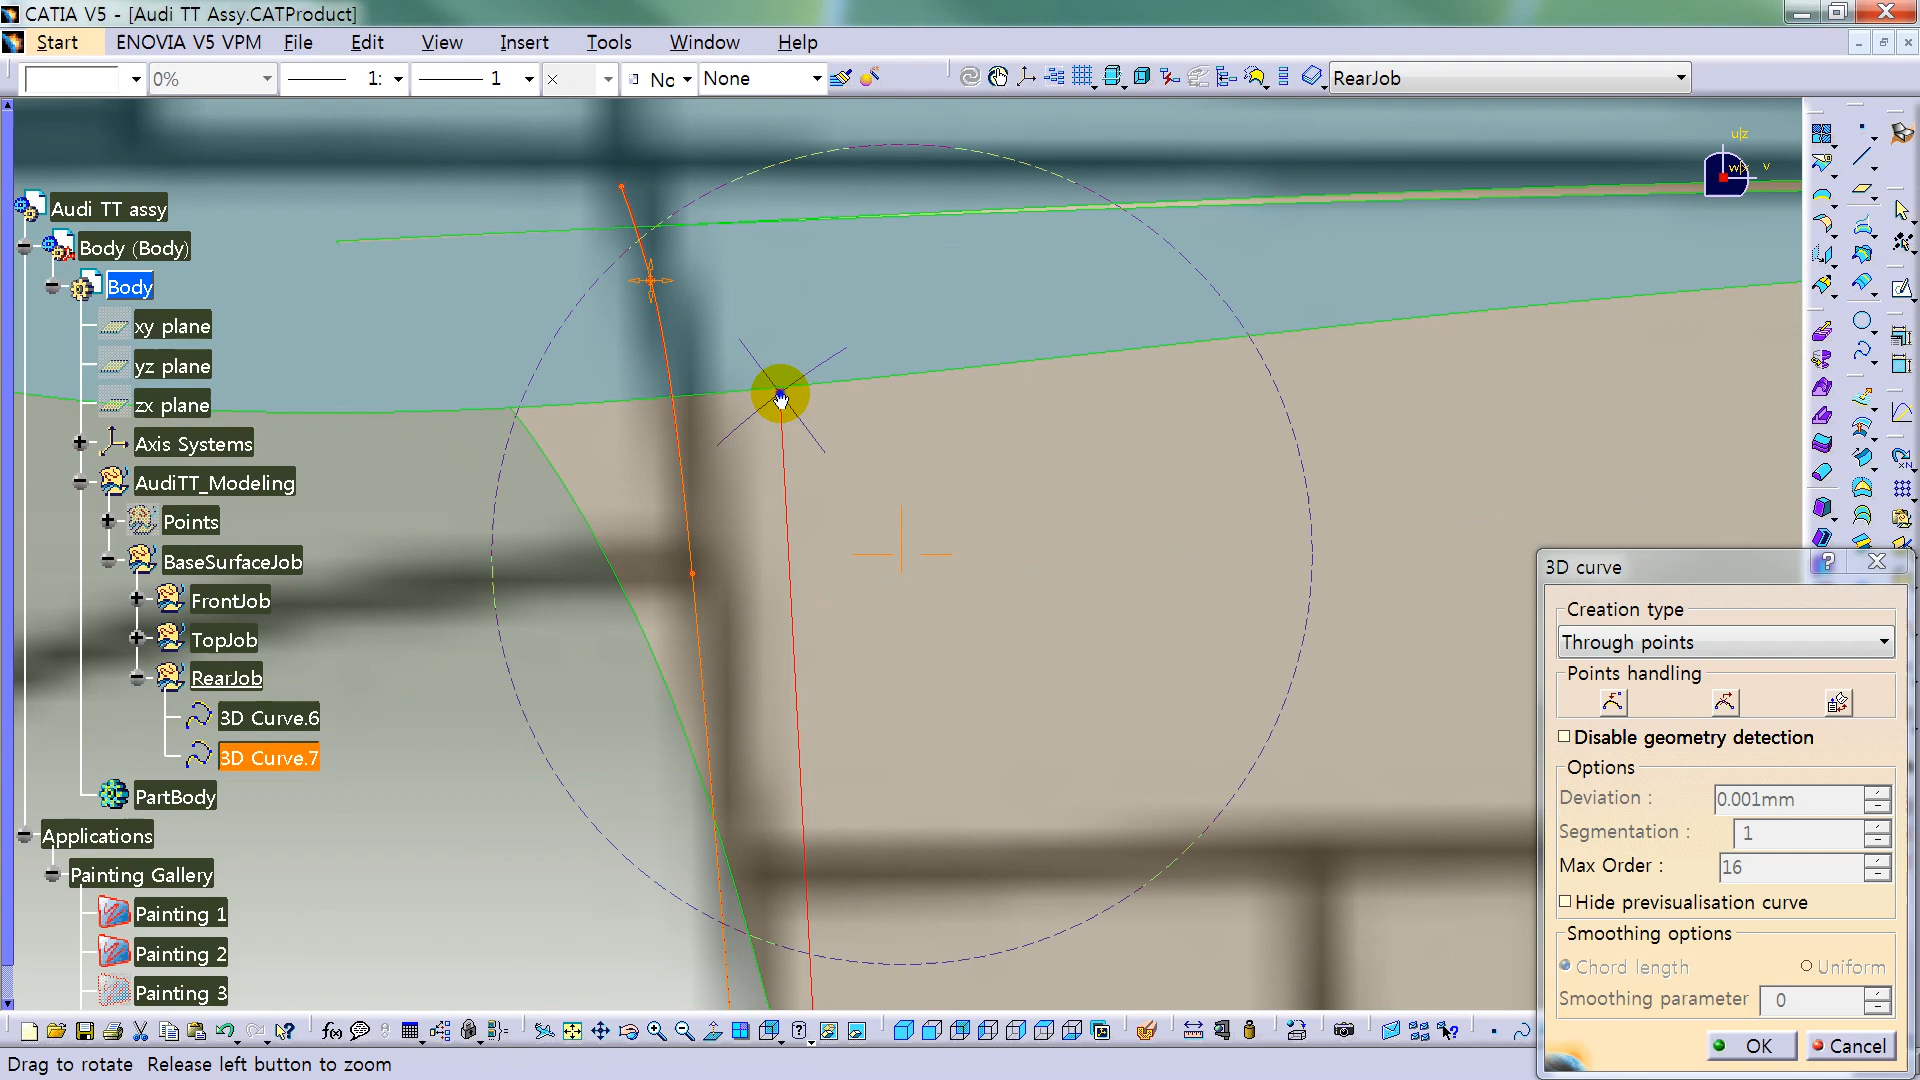 CATIA V5 - [Audi TT Assy.CATProduct]
Start ENOVIA V5 VPM File Edit View Insert Tools Window Help
0% 1: 1 × Nc None RearJob
u|z
w|x v
Audi TT assy
Body (Body)
Body
xy plane
yz plane
zx plane
Axis Systems
AudiTT_Modeling
Points
BaseSurfaceJob
FrontJob
TopJob
RearJob
3D Curve.6
3D Curve.7
PartBody
Applications
Painting Gallery
Painting 1
Painting 2
Painting 3
3D curve
Creation type
Through points
Points handling
Disable geometry detection
Options
Deviation : 0.001mm
Segmentation : 1
Max Order : 16
Hide previsualisation curve
Smoothing options
Chord length Uniform
Smoothing parameter 0
OK Cancel
Drag to rotate Release left button to zoom